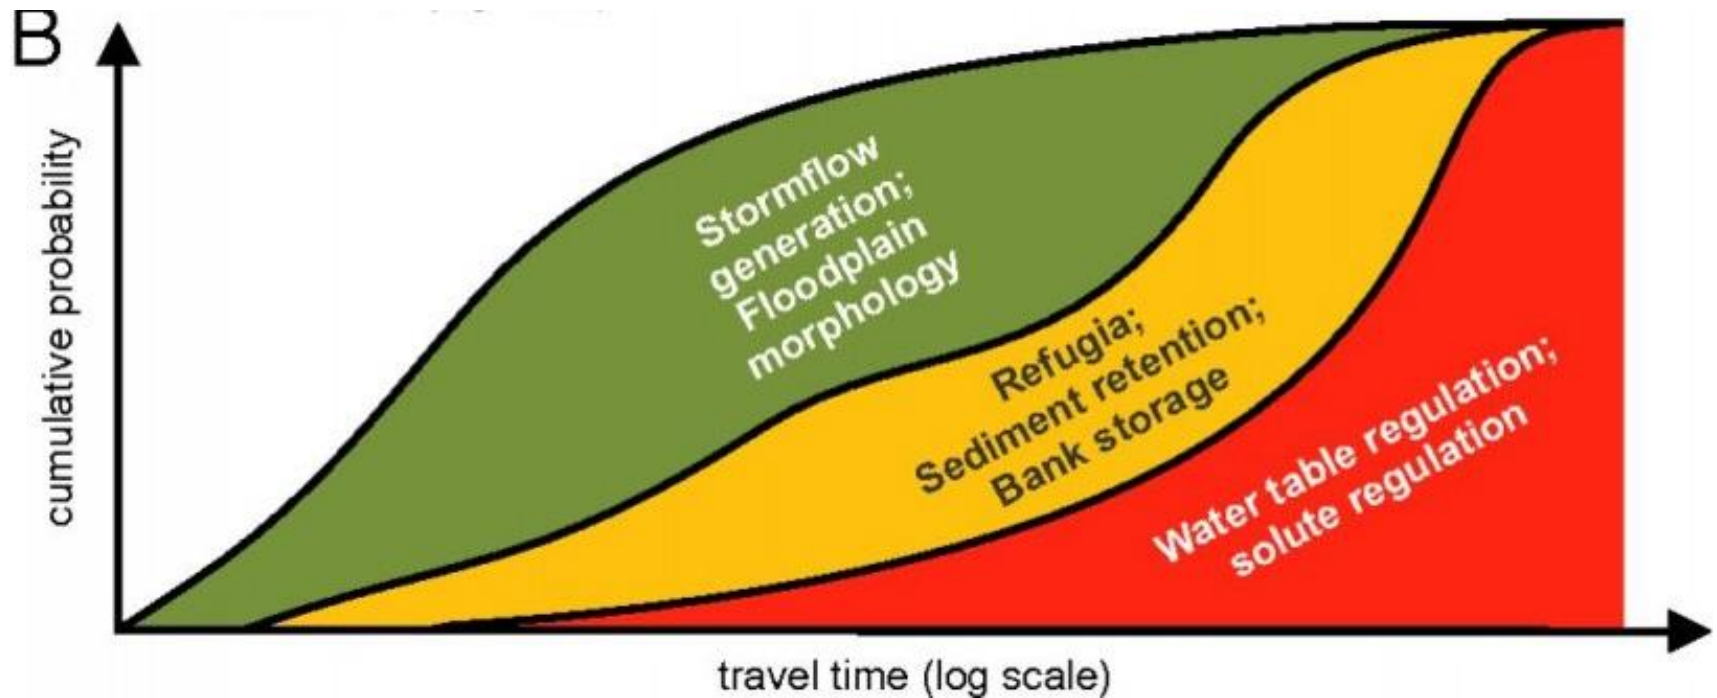 B
cumulative probability
Stormflow
generation;
Floodplain
morphology
Refugia;
Sediment retention;
Bank storage
Water table regulation;
solute regulation
travel time (log scale)